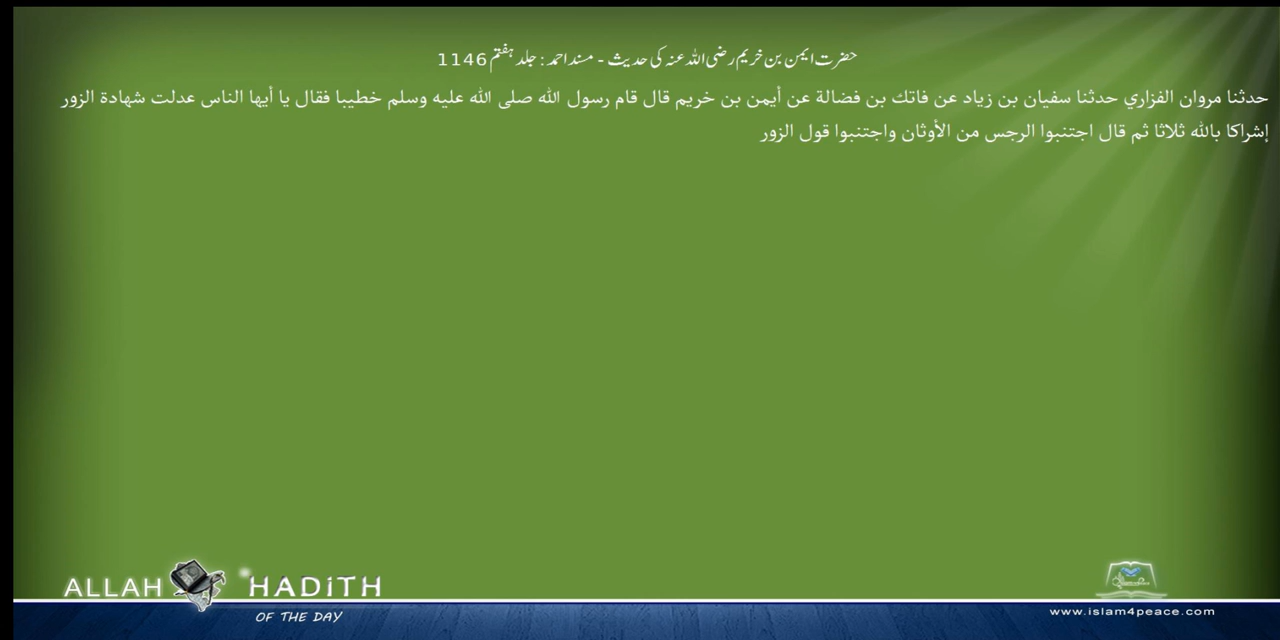 حضرت ایمن بن خریم رضی اللہ عنہ کی حدیث - مسند احمد : جلد ہفتم 1146
حدثنا مروان الفزاري حدثنا سفيان بن زياد عن فاتك بن فضالة عن أيمن بن خريم قال قام رسول الله صلى الله عليه وسلم خطيبا فقال يا أيها الناس عدلت شهادة الزور
إشراكا بالله ثلاثا ثم قال اجتنبوا الرجس من الأوثان واجتنبوا قول الزور
ALLAH HADITH
OF THE DAY
www.islam4peace.com